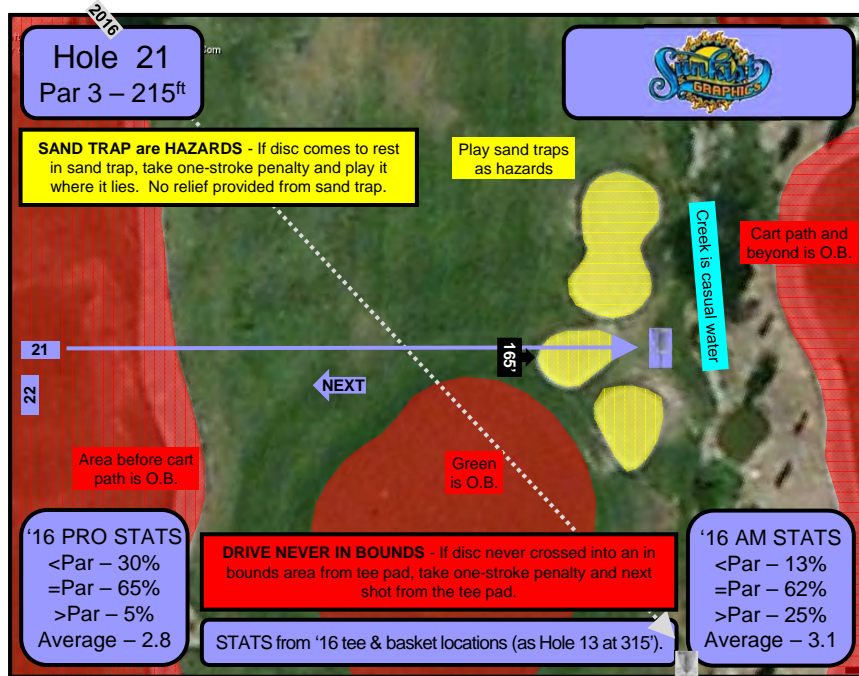 2016
Hole 21
Par 3 – 215ft
Com
Sunkist
GRAPHICS
SAND TRAP are HAZARDS - If disc comes to rest
in sand trap, take one-stroke penalty and play it
where it lies. No relief provided from sand trap.
Play sand traps
as hazards
Creek is casual water
Cart path and
beyond is O.B.
21
165'
22
NEXT
Area before cart
path is O.B.
Green
is O.B.
'16 PRO STATS
<Par – 30%
=Par – 65%
>Par – 5%
Average – 2.8
DRIVE NEVER IN BOUNDS - If disc never crossed into an in
bounds area from tee pad, take one-stroke penalty and next
shot from the tee pad.
STATS from '16 tee & basket locations (as Hole 13 at 315').
'16 AM STATS
<Par – 13%
=Par – 62%
>Par – 25%
Average – 3.1